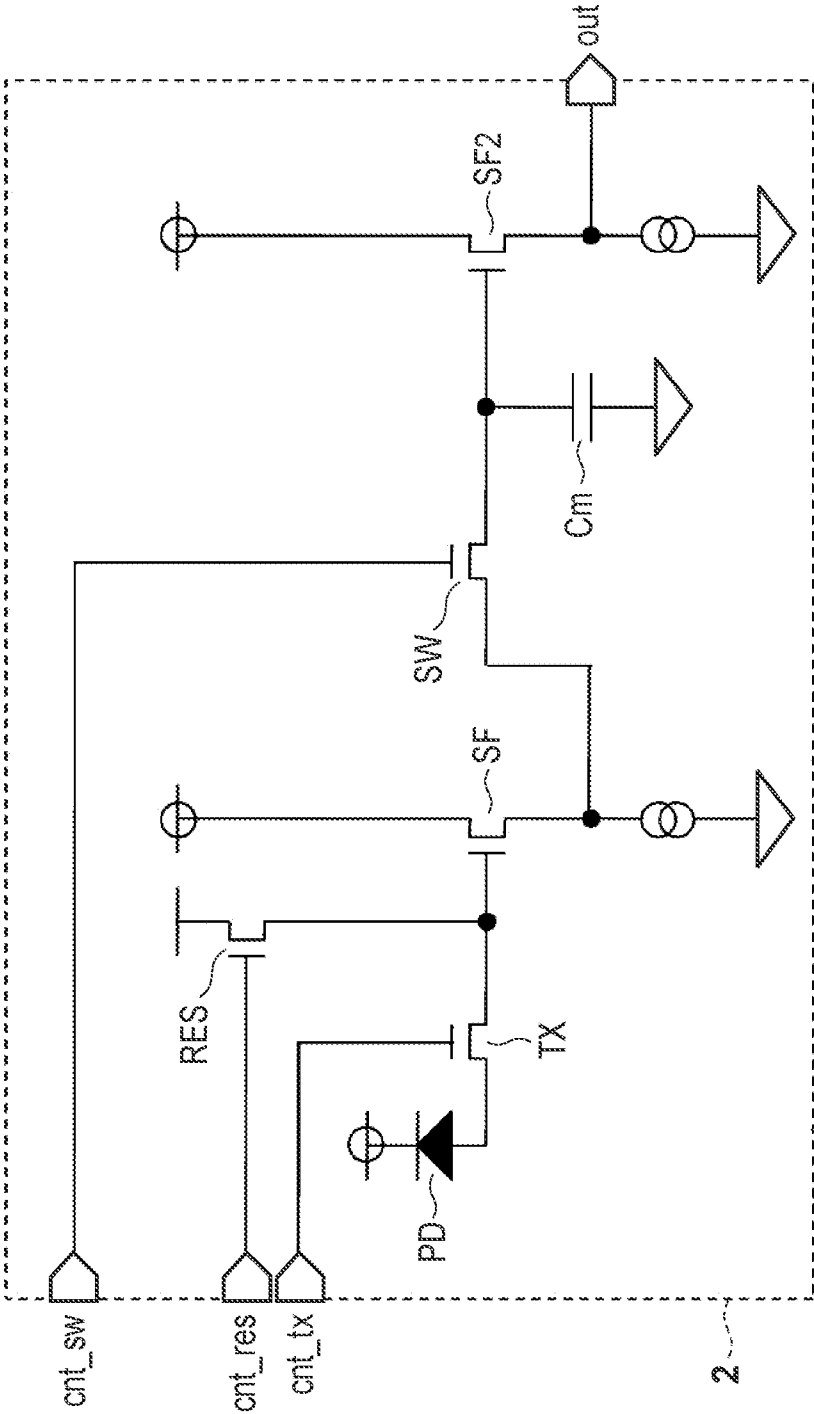 cnt_sw
cnt_res
cnt_tx
PD
TX
RES
SF
SW
Cm
SF2
out
2